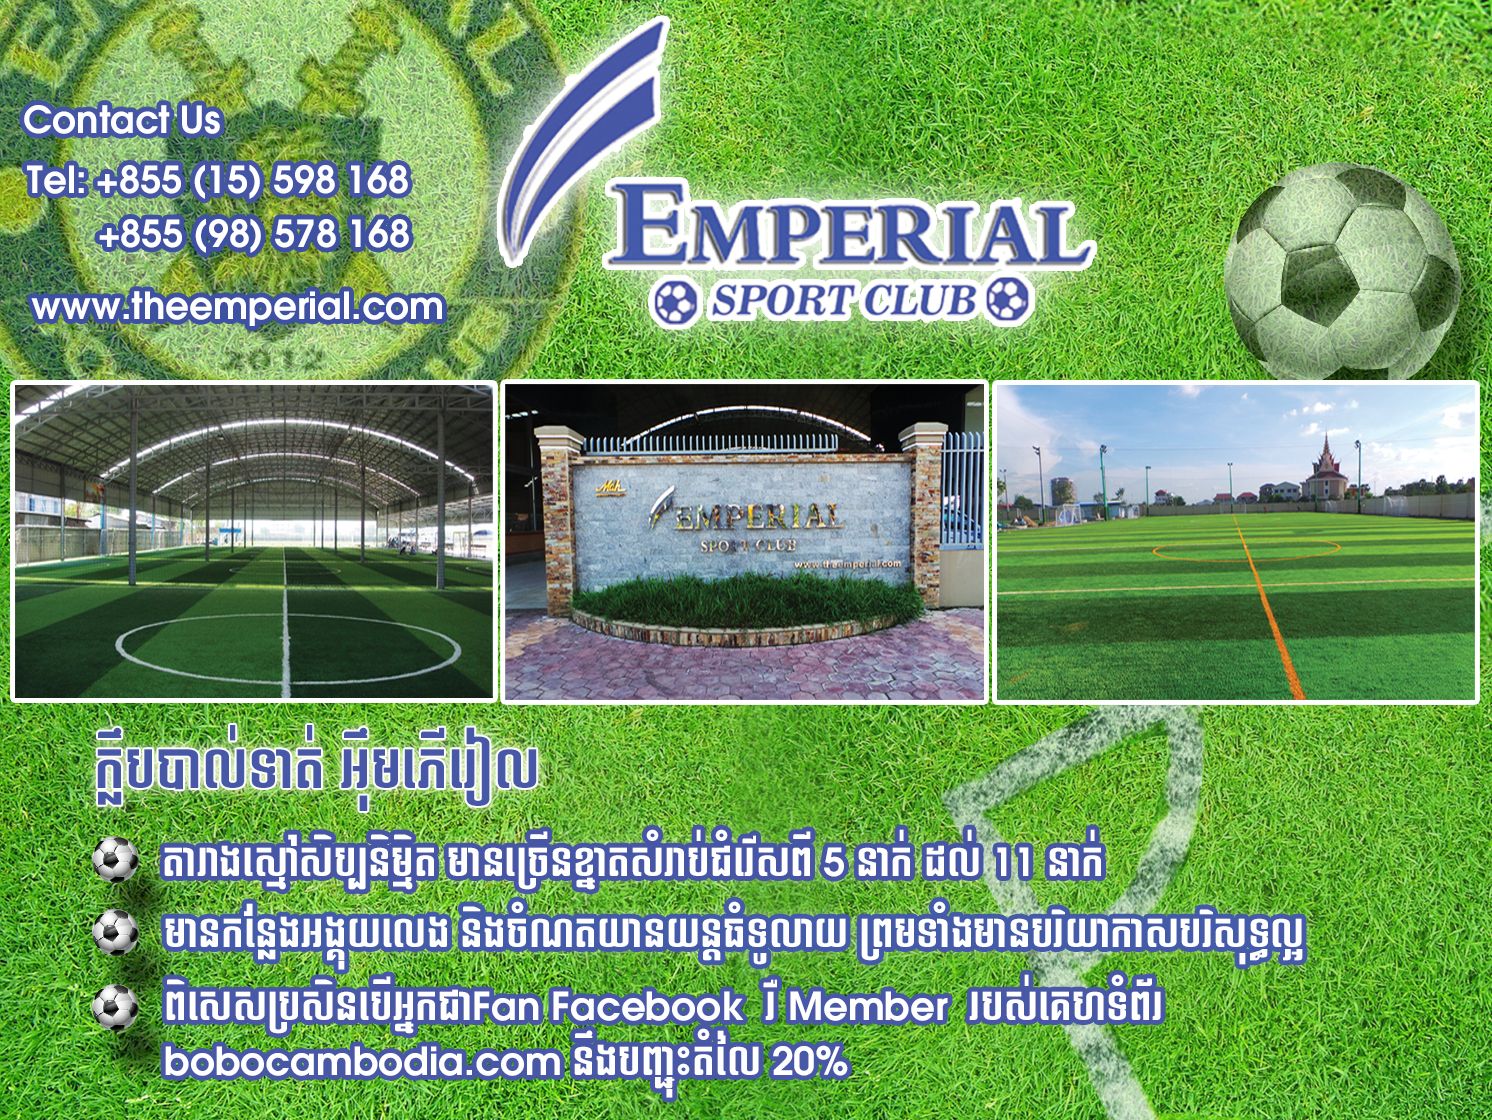 Contact Us
Tel: +855 (15) 598 168
+855 (98) 578 168
www.theemperial.com
EMPERIAL
SPORT CLUB
2012
EMPERIAL
SPORT CLUB
www.theemperial.com
ក្លឹបបាល់ទាត់ អ៊ឹមភើរៀល
តារាងស្មៅសិប្បនិម្មិត មានច្រើនខ្នាតសំរាប់ជំរើសពី 5 នាក់ ដល់ 11 នាក់
មានកន្លែងអង្គុយលេង និងចំណតយានយន្តធំទូលាយ ព្រមទាំងមានបរិយាកាសបរិសុទ្ធល្អ
ពិសេសប្រសិនបើអ្នកជាFan Facebook រឺ Member របស់គេហទំព័រ
bobocambodia.com នឹងបញ្ចុះតំលៃ 20%